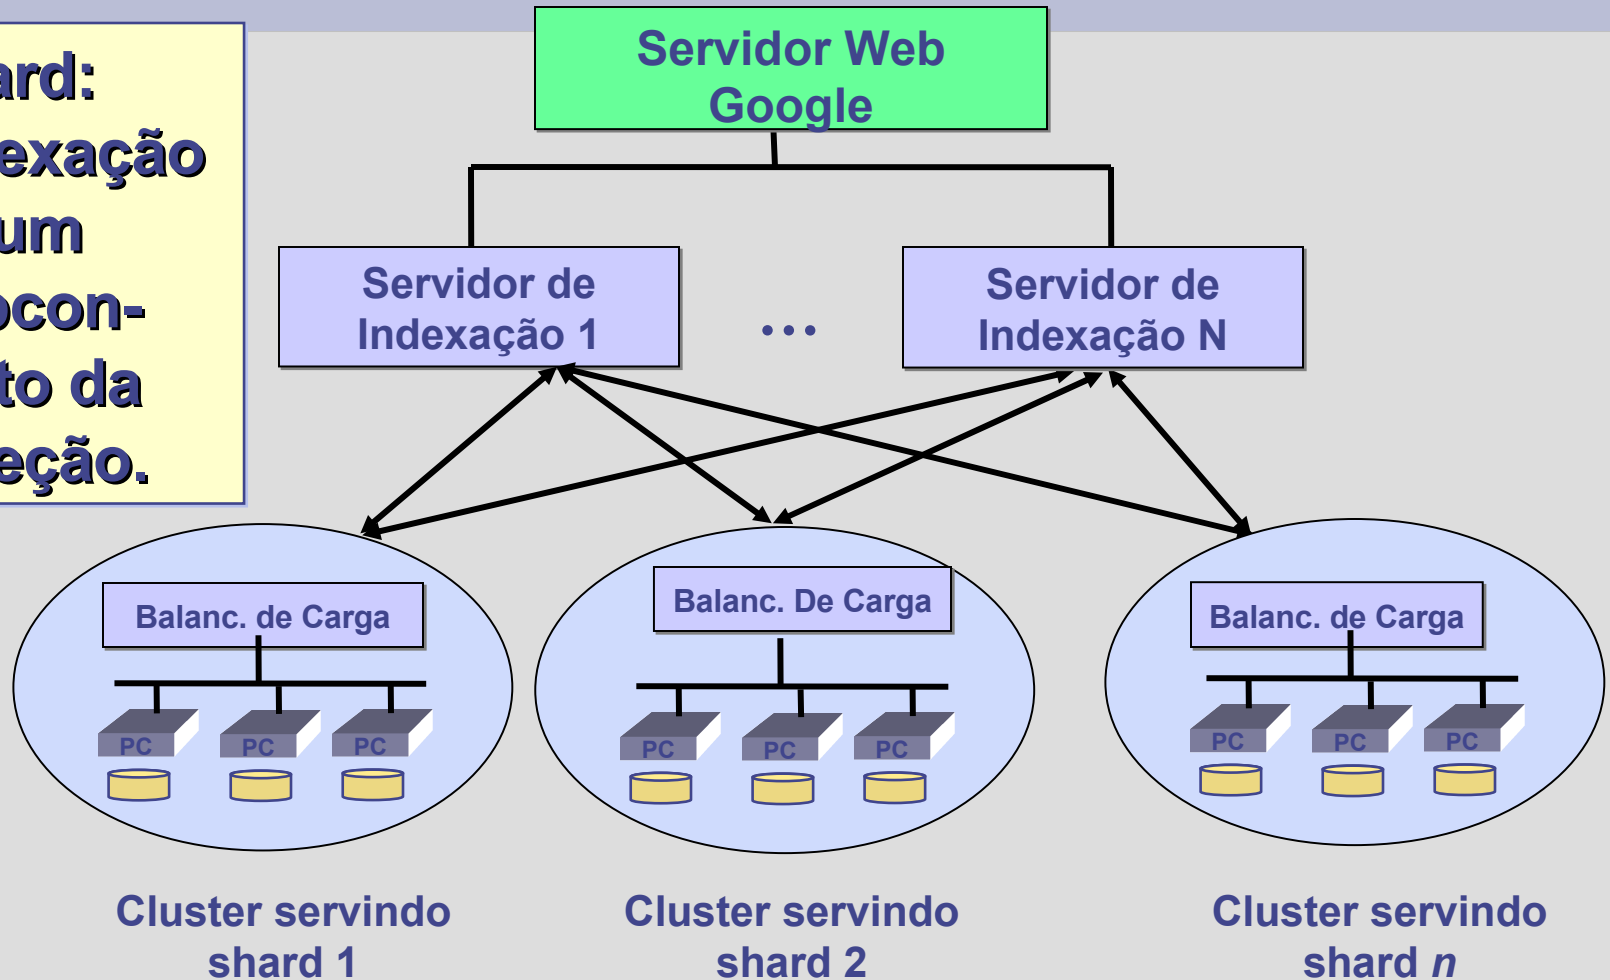 ard:
exação
um
ocon-
to da
eção.
Servidor Web
Google
Servidor de
Indexação 1
...
Servidor de
Indexação N
Balanc. de Carga
PC PC PC
Balanc. De Carga
PC PC PC
Balanc. de Carga
PC PC PC
Cluster servindo
shard 1
Cluster servindo
shard 2
Cluster servindo
shard n